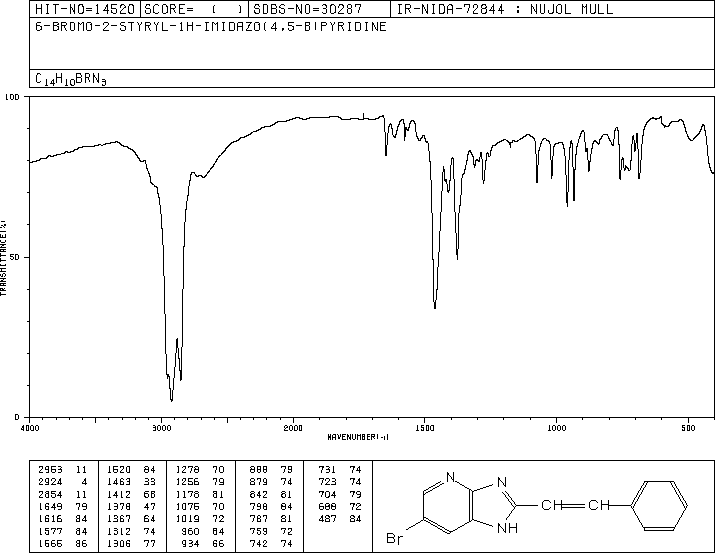 HIT-NO=14520 SCORE= ( ) SDBS-NO=30287 IR-NIDA-72844 : NUJOL MULL
6-BROMO-2-STYRYL-1H-IMIDAZO(4,5-B)PYRIDINE
C14H10BRN3
100
50
0
TRANSMITTANCE(%)
4000 3000 2000 1500 1000 500
WAVENUMBER(-1)
2953 11 1520 84 1278 70 888 79 731 74
2924 4 1463 33 1256 79 879 74 723 74
2854 11 1412 68 1178 81 842 81 704 79
1649 79 1378 47 1076 70 798 84 688 72
1616 84 1367 64 1019 72 787 81 487 84
1577 84 1312 74 960 64 759 72
1566 86 1306 77 934 66 742 74
N N
CH CH
Br NH